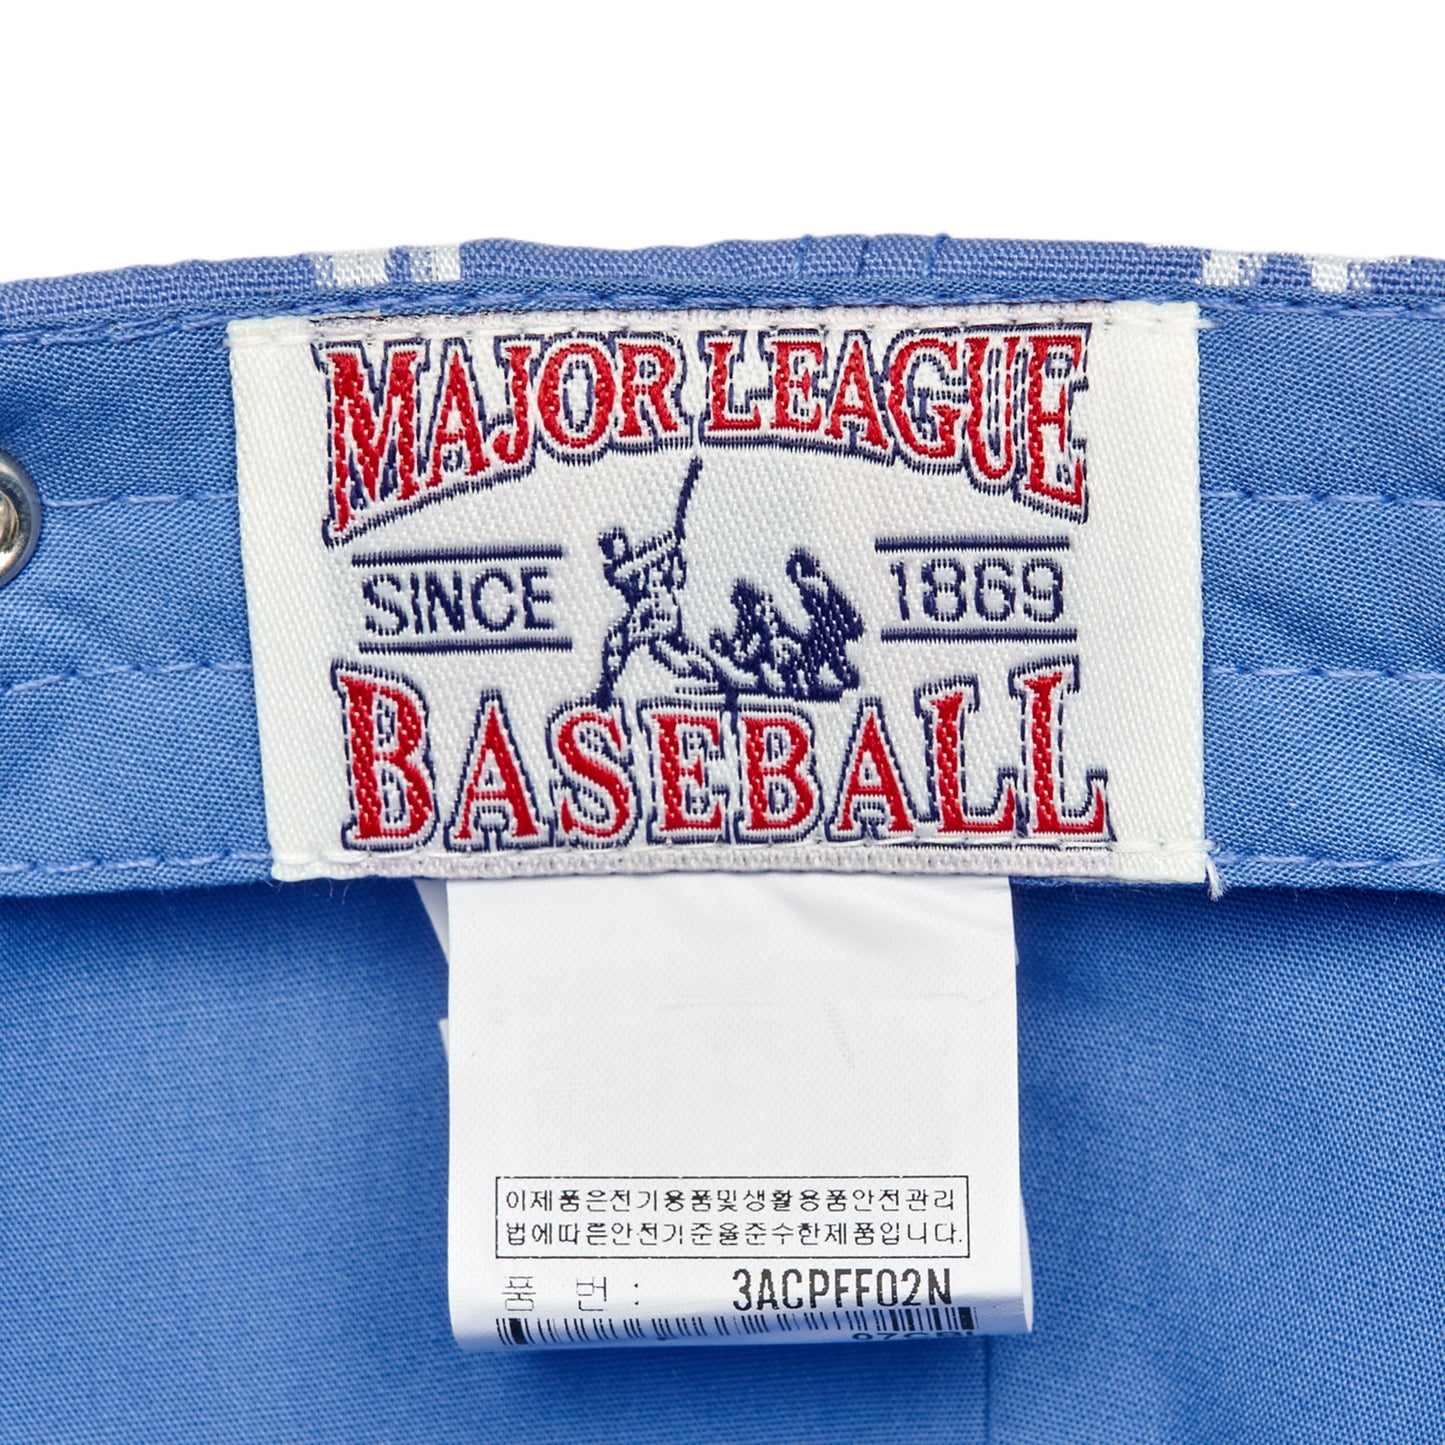 MAJOR LEAGUE
SINCE 1869
BASEBALL
이제품은전기용품및생활용품안전관리
법에따른안전기준을준수한제품입니다.
품 번 : 3ACPFF02N